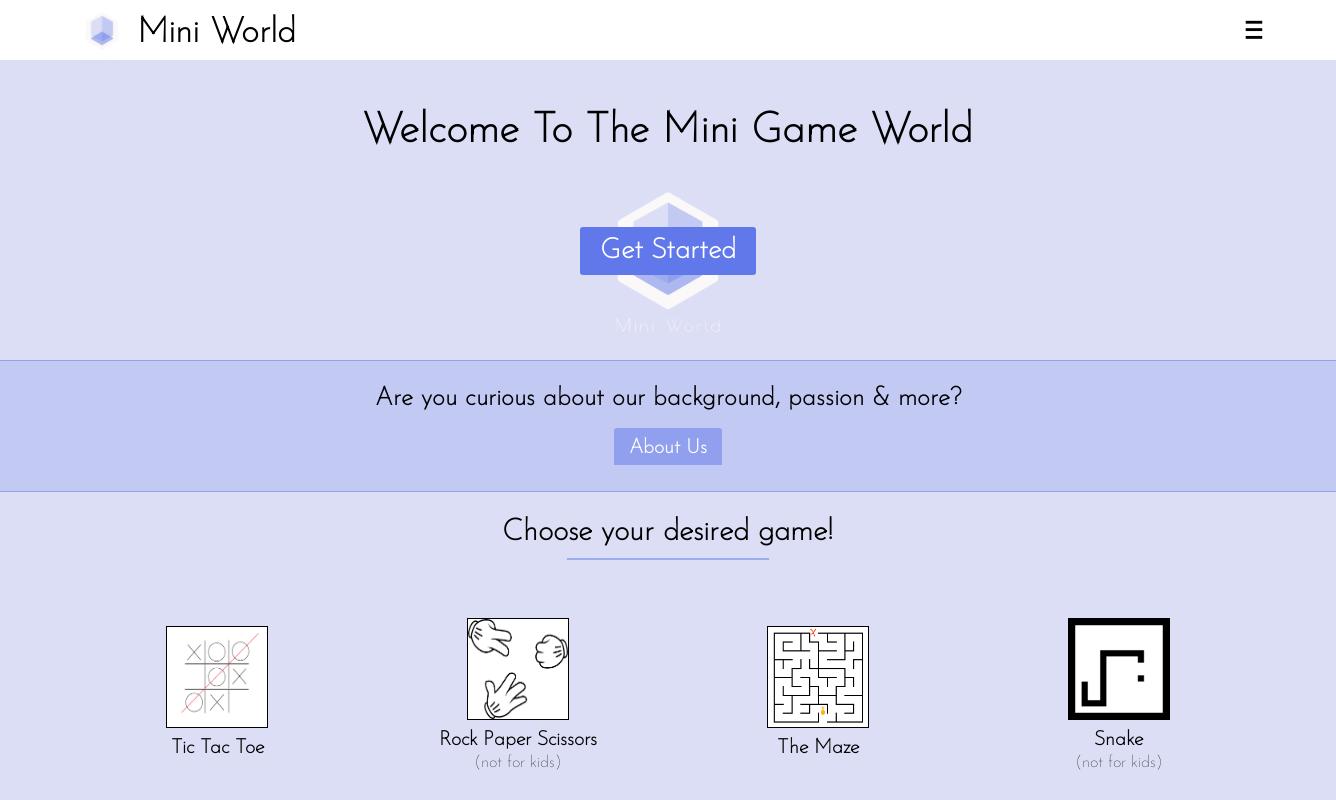 Mini World
Welcome To The Mini Game World
Get Started
Mini World
Are you curious about our background, passion & more?
About Us
Choose your desired game!
Tic Tac Toe
Rock Paper Scissors
(not for kids)
The Maze
Snake
(not for kids)